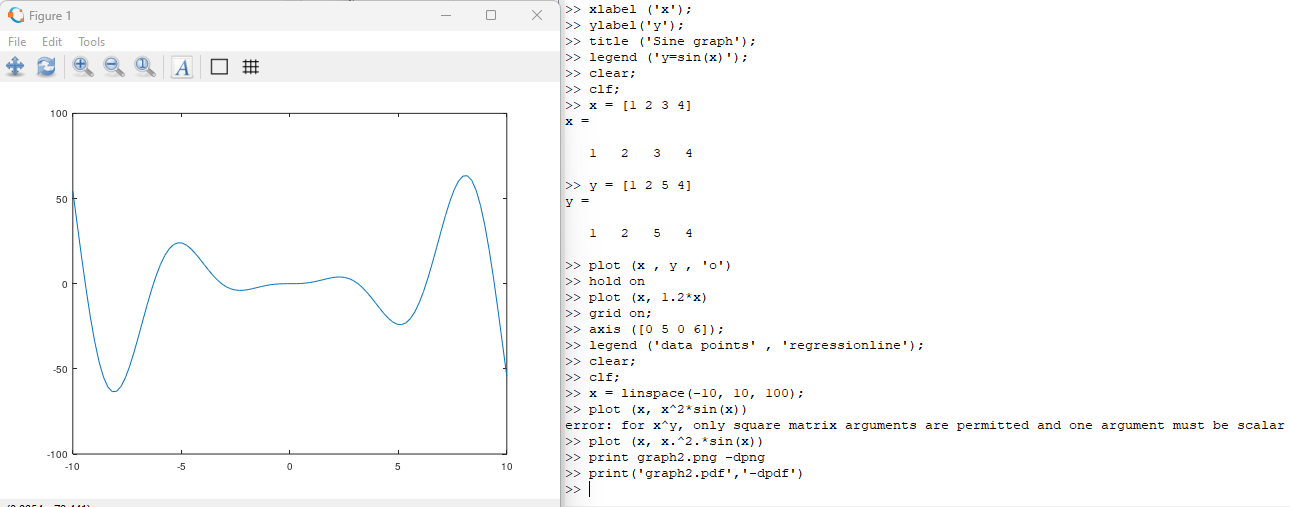 Figure 1
File Edit Tools
A
100
50
0
-50
-100
-10 -5 0 5 10
>> xlabel ('x');
>> ylabel('y');
>> title ('Sine graph');
>> legend ('y=sin(x)');
>> clear;
>> clf;
>> x = [1 2 3 4]
x =
1 2 3 4
>> y = [1 2 5 4]
y =
1 2 5 4
>> plot (x , y , 'o')
>> hold on
>> plot (x, 1.2*x)
>> grid on;
>> axis ([0 5 0 6]);
>> legend ('data points' , 'regressionline');
>> clear;
>> clf;
>> x = linspace(-10, 10, 100);
>> plot (x, x^2*sin(x))
error: for x^y, only square matrix arguments are permitted and one argument must be scalar
>> plot (x, x.^2.*sin(x))
>> print graph2.png -dpng
>> print('graph2.pdf','-dpdf')
>>